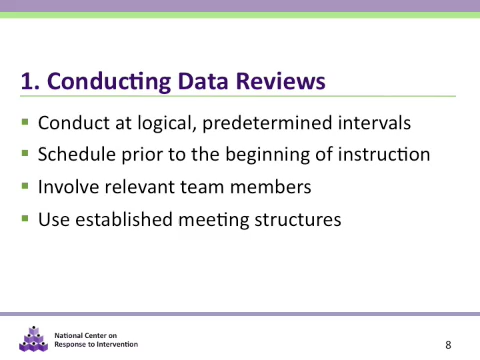 1. Conducting Data Reviews
Conduct at logical, predetermined intervals
Schedule prior to the beginning of instruction
Involve relevant team members
Use established meeting structures
National Center on
Response to Intervention
8